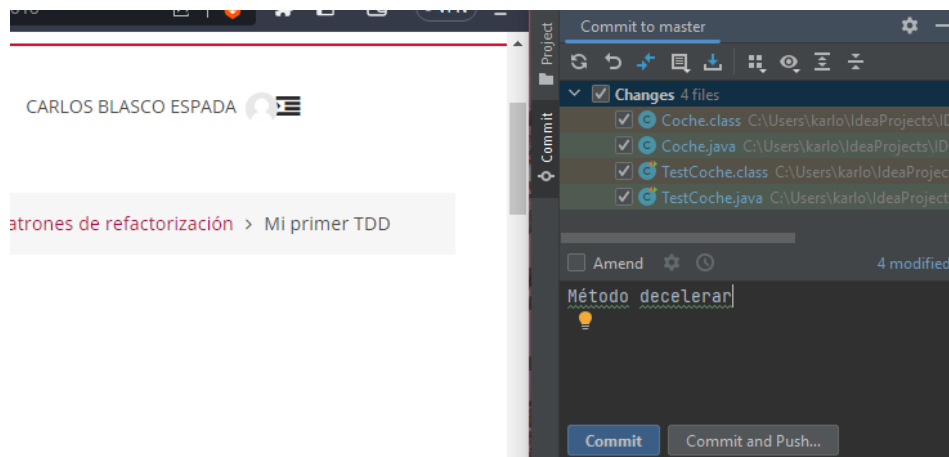 CARLOS BLASCO ESPADA
atrones de refactorización > Mi primer TDD
Project
Commit
Commit to master
Changes 4 files
Coche.class C:\Users\karlo\IdeaProjects\ID
Coche.java C:\Users\karlo\IdeaProjects\ID
TestCoche.class C:\Users\karlo\IdeaProjec
TestCoche.java C:\Users\karlo\IdeaProject
Amend
4 modified
Método decelerar
Commit
Commit and Push...